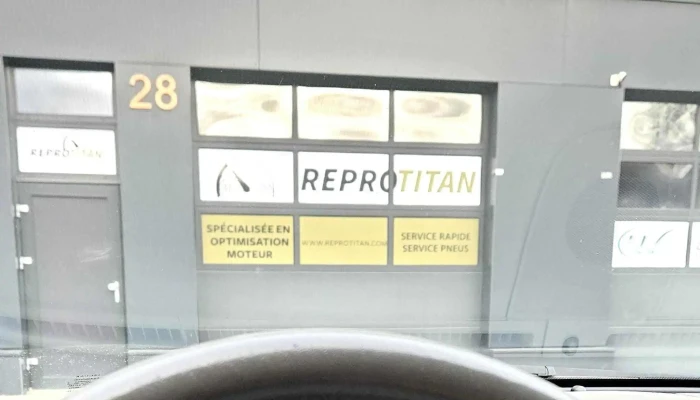 28
REPROTITAN
REPROTITAN
SPÉCIALISÉE EN
OPTIMISATION
MOTEUR
WWW.REPROTITAN.COM
SERVICE RAPIDE
SERVICE PNEUS